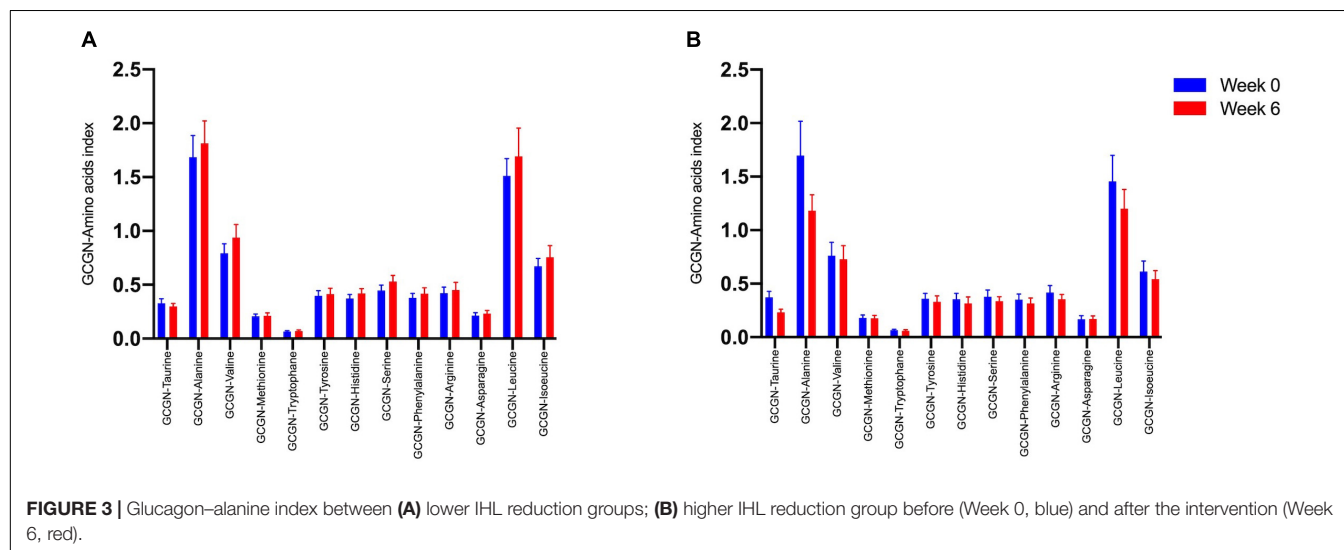 A
GCGN-Amino acids index
2.5
2.0
1.5
1.0
0.5
0.0
GCGN-Taurine
GCGN-Alanine
GCGN-Valine
GCGN-Methionine
GCGN-Tryptophane
GCGN-Tyrosine
GCGN-Histidine
GCGN-Serine
GCGN-Phenylalanine
GCGN-Arginine
GCGN-Asparagine
GCGN-Leucine
GCGN-Isoeucine
B
GCGN-Amino acids index
2.5
2.0
1.5
1.0
0.5
0.0
GCGN-Taurine
GCGN-Alanine
GCGN-Valine
GCGN-Methionine
GCGN-Tryptophane
GCGN-Tyrosine
GCGN-Histidine
GCGN-Serine
GCGN-Phenylalanine
GCGN-Arginine
GCGN-Asparagine
GCGN-Leucine
GCGN-Isoeucine
Week 0
Week 6
FIGURE 3 | Glucagon–alanine index between (A) lower IHL reduction groups; (B) higher IHL reduction group before (Week 0, blue) and after the intervention (Week
6, red).